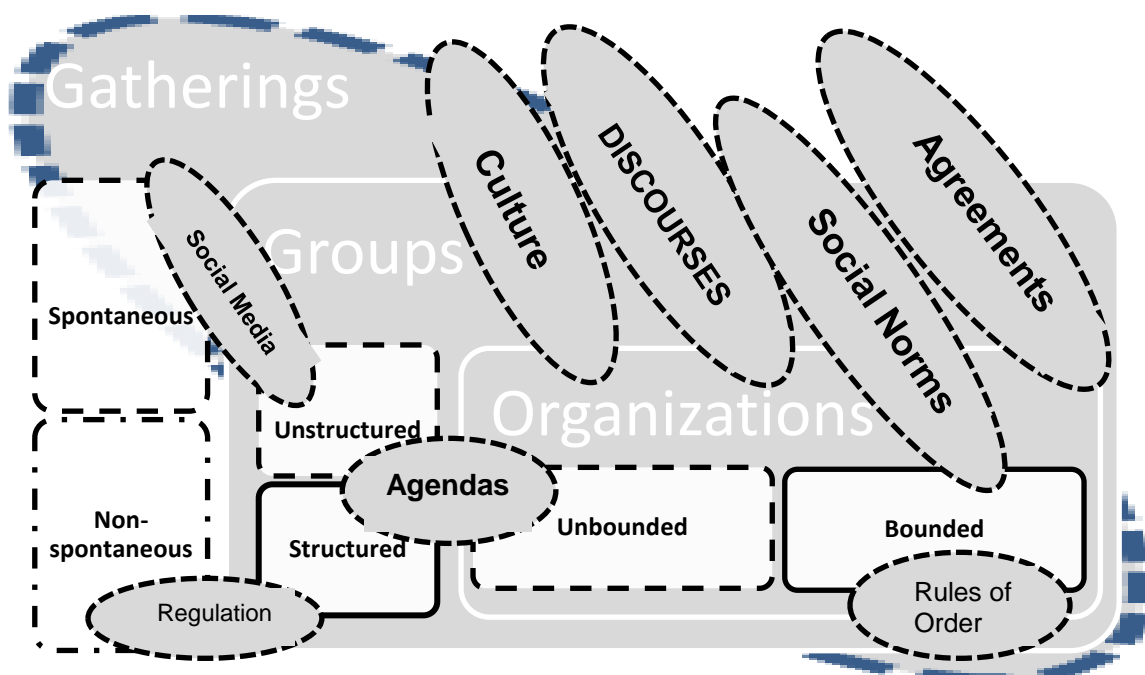 Gatherings
Culture
DISCOURSES
Social Norms
Agreements
Groups
Social Media
Spontaneous
Organizations
Unstructured
Agendas
Non-
spontaneous
Structured
Unbounded
Bounded
Regulation
Rules of
Order